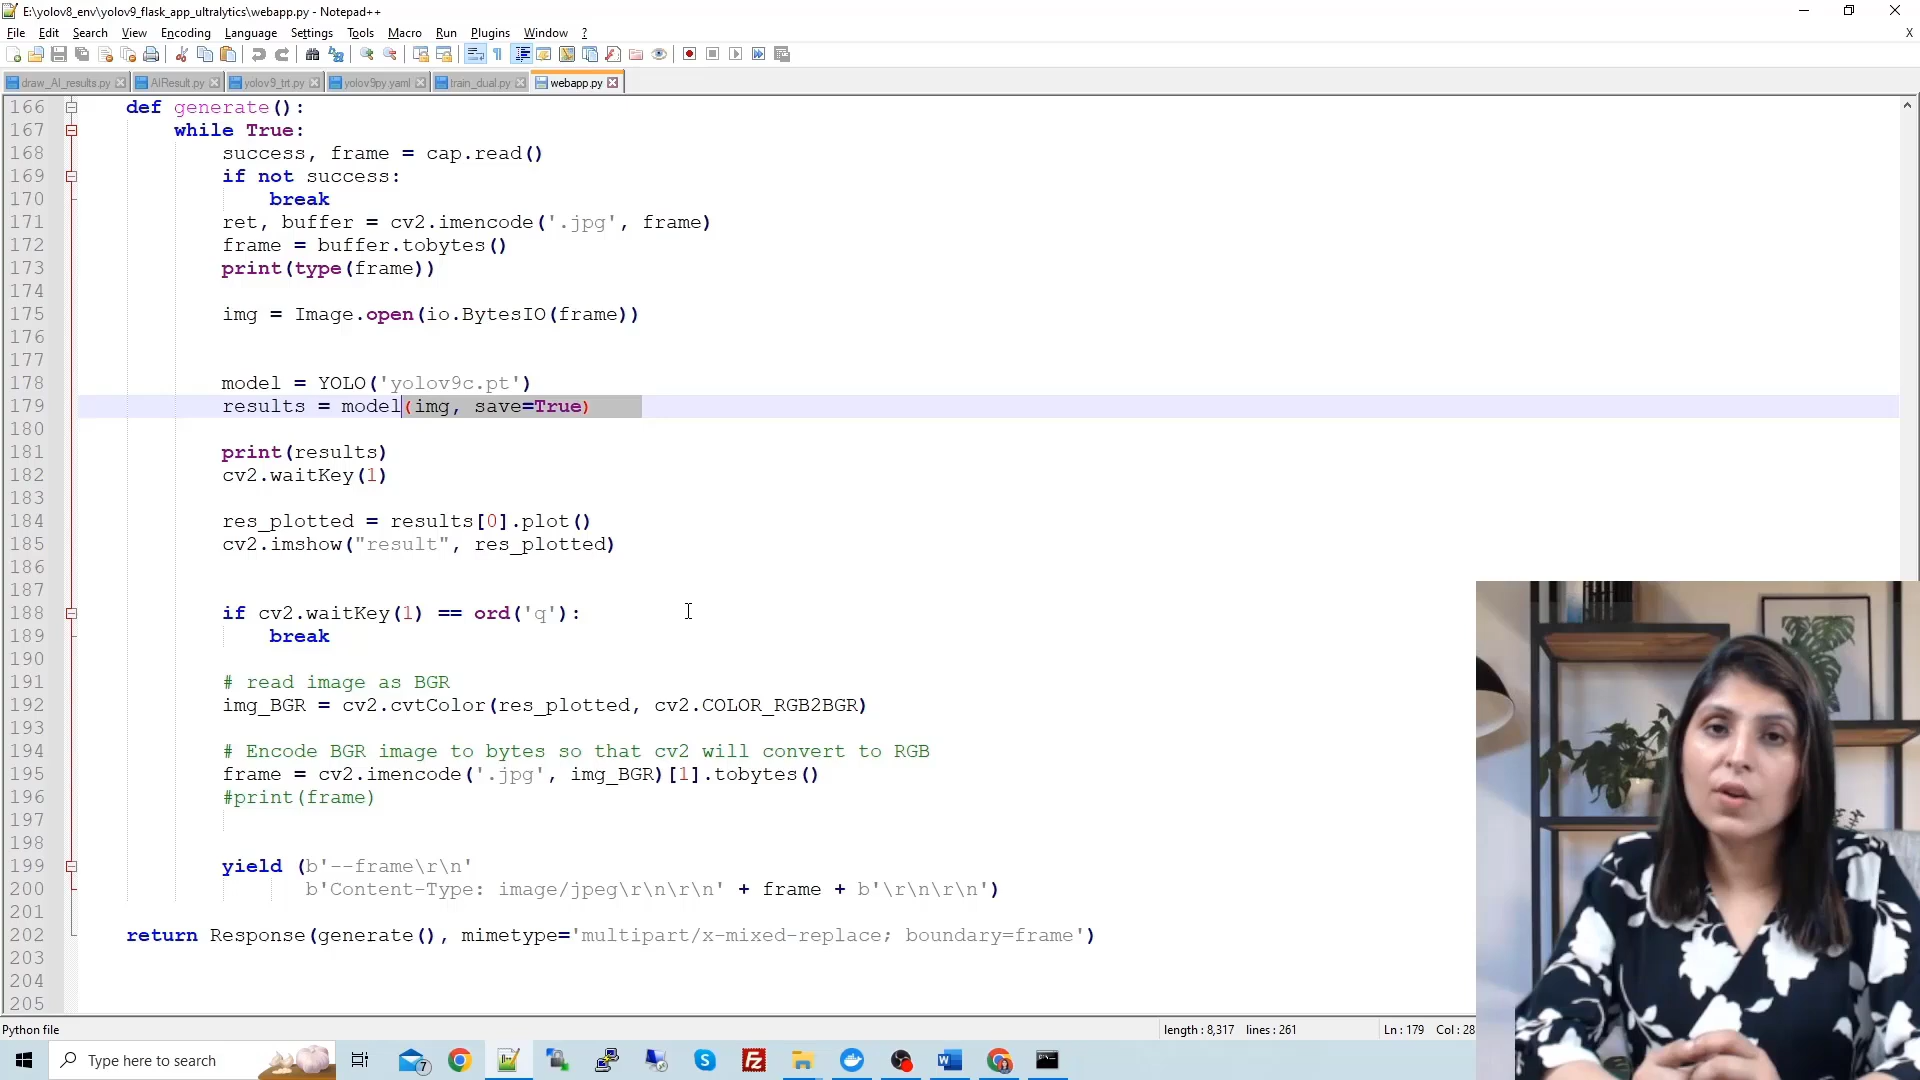 E:\yolov8_env\yolov9_flask_app_ultralytics\webapp.py - Notepad++
File Edit Search View Encoding Language Settings Tools Macro Run Plugins Window ? X
draw_AI_results.py AIResult.py yolov9_trt.py yolov9py.yaml train_dual.py webapp.py
166 def generate():
167 while True:
168 success, frame = cap.read()
169 if not success:
170 break
171 ret, buffer = cv2.imencode('.jpg', frame)
172 frame = buffer.tobytes()
173 print(type(frame))
174
175 img = Image.open(io.BytesIO(frame))
176
177
178 model = YOLO('yolov9c.pt')
179 results = model(img, save=True)
180
181 print(results)
182 cv2.waitKey(1)
183
184 res_plotted = results[0].plot()
185 cv2.imshow("result", res_plotted)
186
187
188 if cv2.waitKey(1) == ord('q'):
189 break
190
191 # read image as BGR
192 img_BGR = cv2.cvtColor(res_plotted, cv2.COLOR_RGB2BGR)
193
194 # Encode BGR image to bytes so that cv2 will convert to RGB
195 frame = cv2.imencode('.jpg', img_BGR)[1].tobytes()
196 #print(frame)
197
198
199 yield (b'--frame\r\n'
200 b'Content-Type: image/jpeg\r\n\r\n' + frame + b'\r\n\r\n')
201
202 return Response(generate(), mimetype='multipart/x-mixed-replace; boundary=frame')
203
204
205
Python file length : 8,317 lines : 261 Ln : 179 Col : 28
Type here to search 7